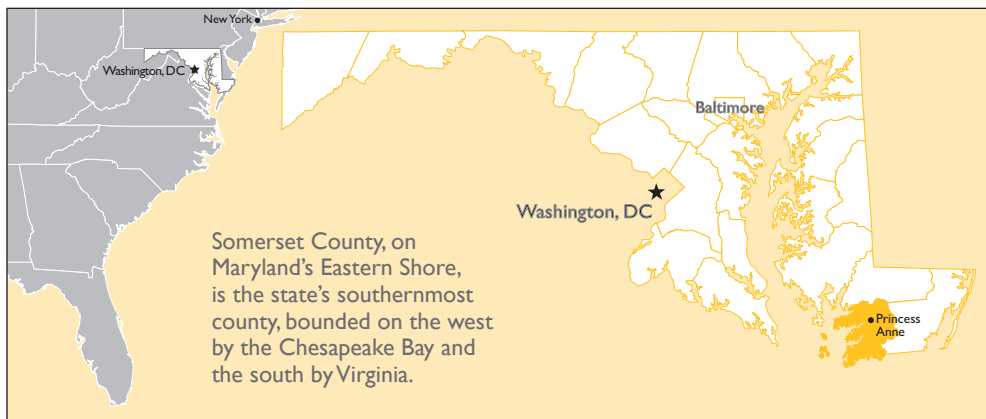 New York
Washington, DC
Baltimore
Washington, DC
Somerset County, on
Maryland’s Eastern Shore,
is the state’s southernmost
county, bounded on the west
by the Chesapeake Bay and
the south by Virginia.
Princess
Anne